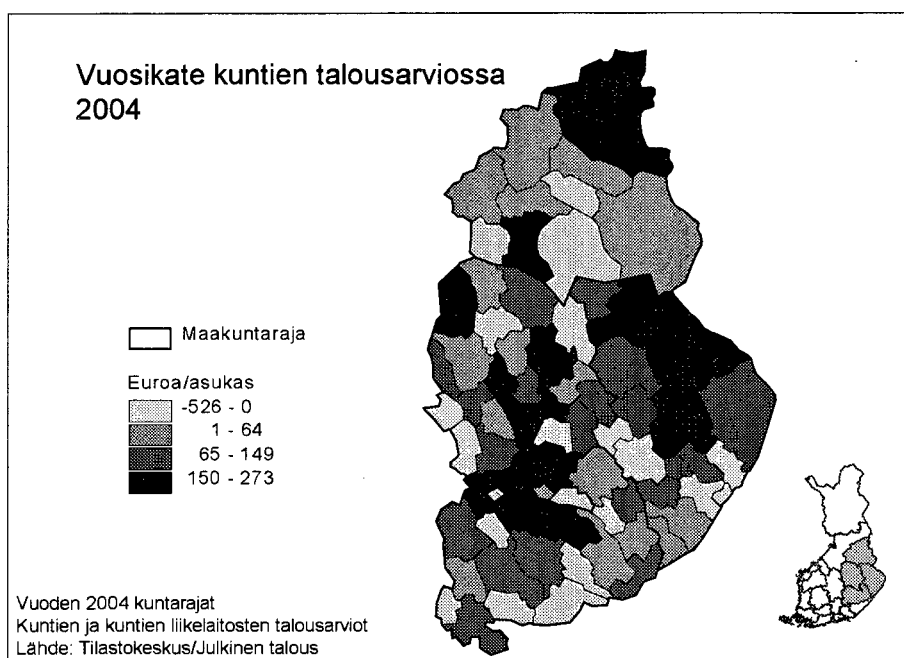 Vuosikate kuntien talousarviossa
2004
Maakuntaraja
Euroa/asukas
-526 - 0
1 - 64
65 - 149
150 - 273
Vuoden 2004 kuntarajat
Kuntien ja kuntien liikelaitosten talousarviot
Lähde: Tilastokeskus/Julkinen talous